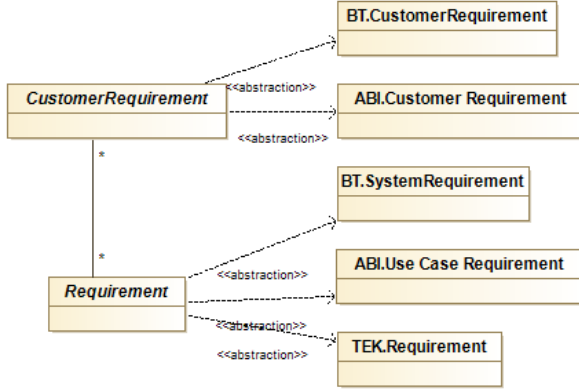 BT.CustomerRequirement
<<abstraction>>
CustomerRequirement
ABI.Customer Requirement
<<abstraction>>
*
BT.SystemRequirement
*
<<abstraction>>
ABI.Use Case Requirement
Requirement
<<abstraction>>
TEK.Requirement
<<abstraction>>